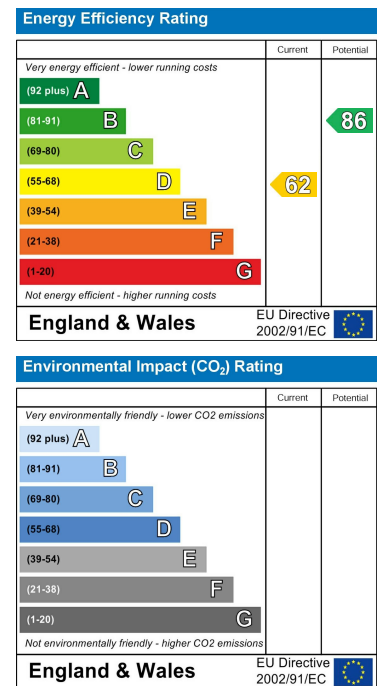 Energy Efficiency Rating
Current Potential
Very energy efficient - lower running costs
(92 plus) A
(81-91) B
86
(69-80) C
(55-68) D
62
(39-54) E
(21-38) F
(1-20) G
Not energy efficient - higher running costs
England & Wales
EU Directive
2002/91/EC
Environmental Impact (CO₂) Rating
Current Potential
Very environmentally friendly - lower CO2 emissions
(92 plus) A
(81-91) B
(69-80) C
(55-68) D
(39-54) E
(21-38) F
(1-20) G
Not environmentally friendly - higher CO2 emissions
England & Wales
EU Directive
2002/91/EC